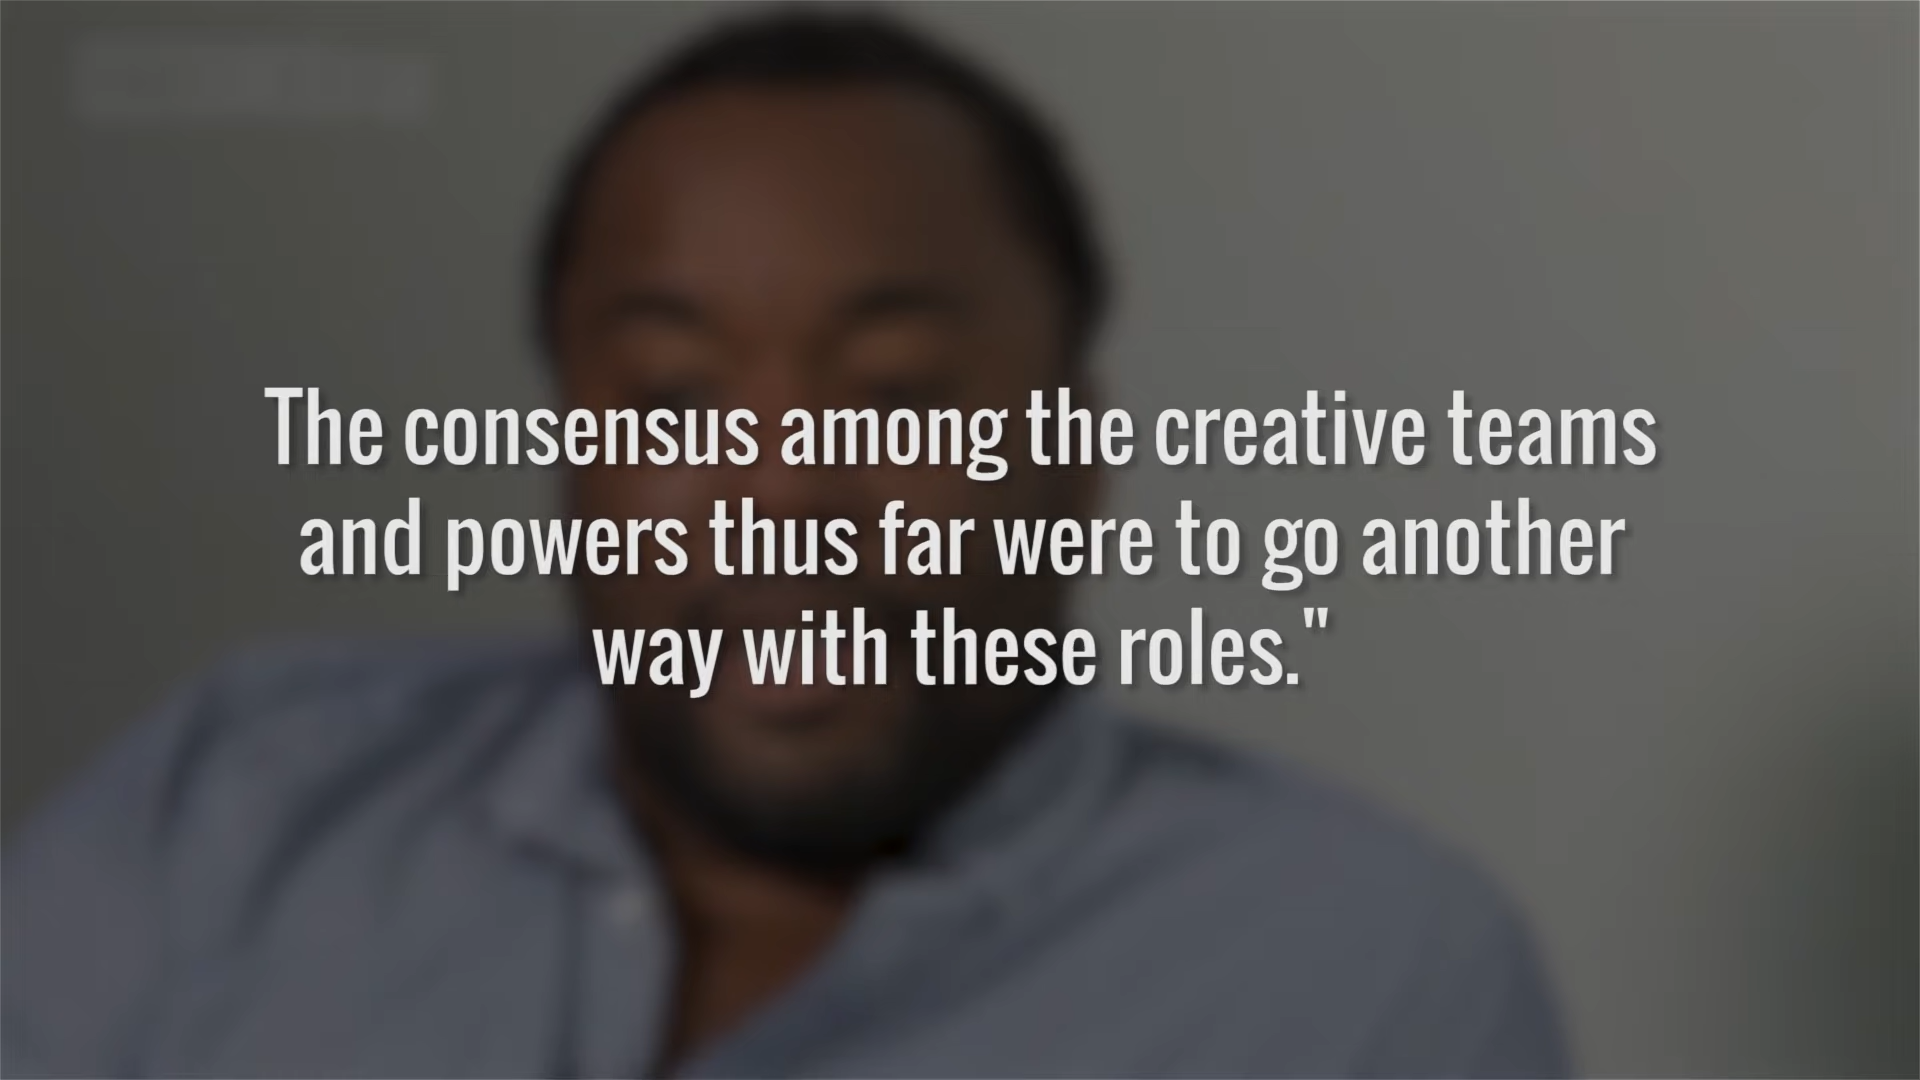 The consensus among the creative teams
and powers thus far were to go another
way with these roles."